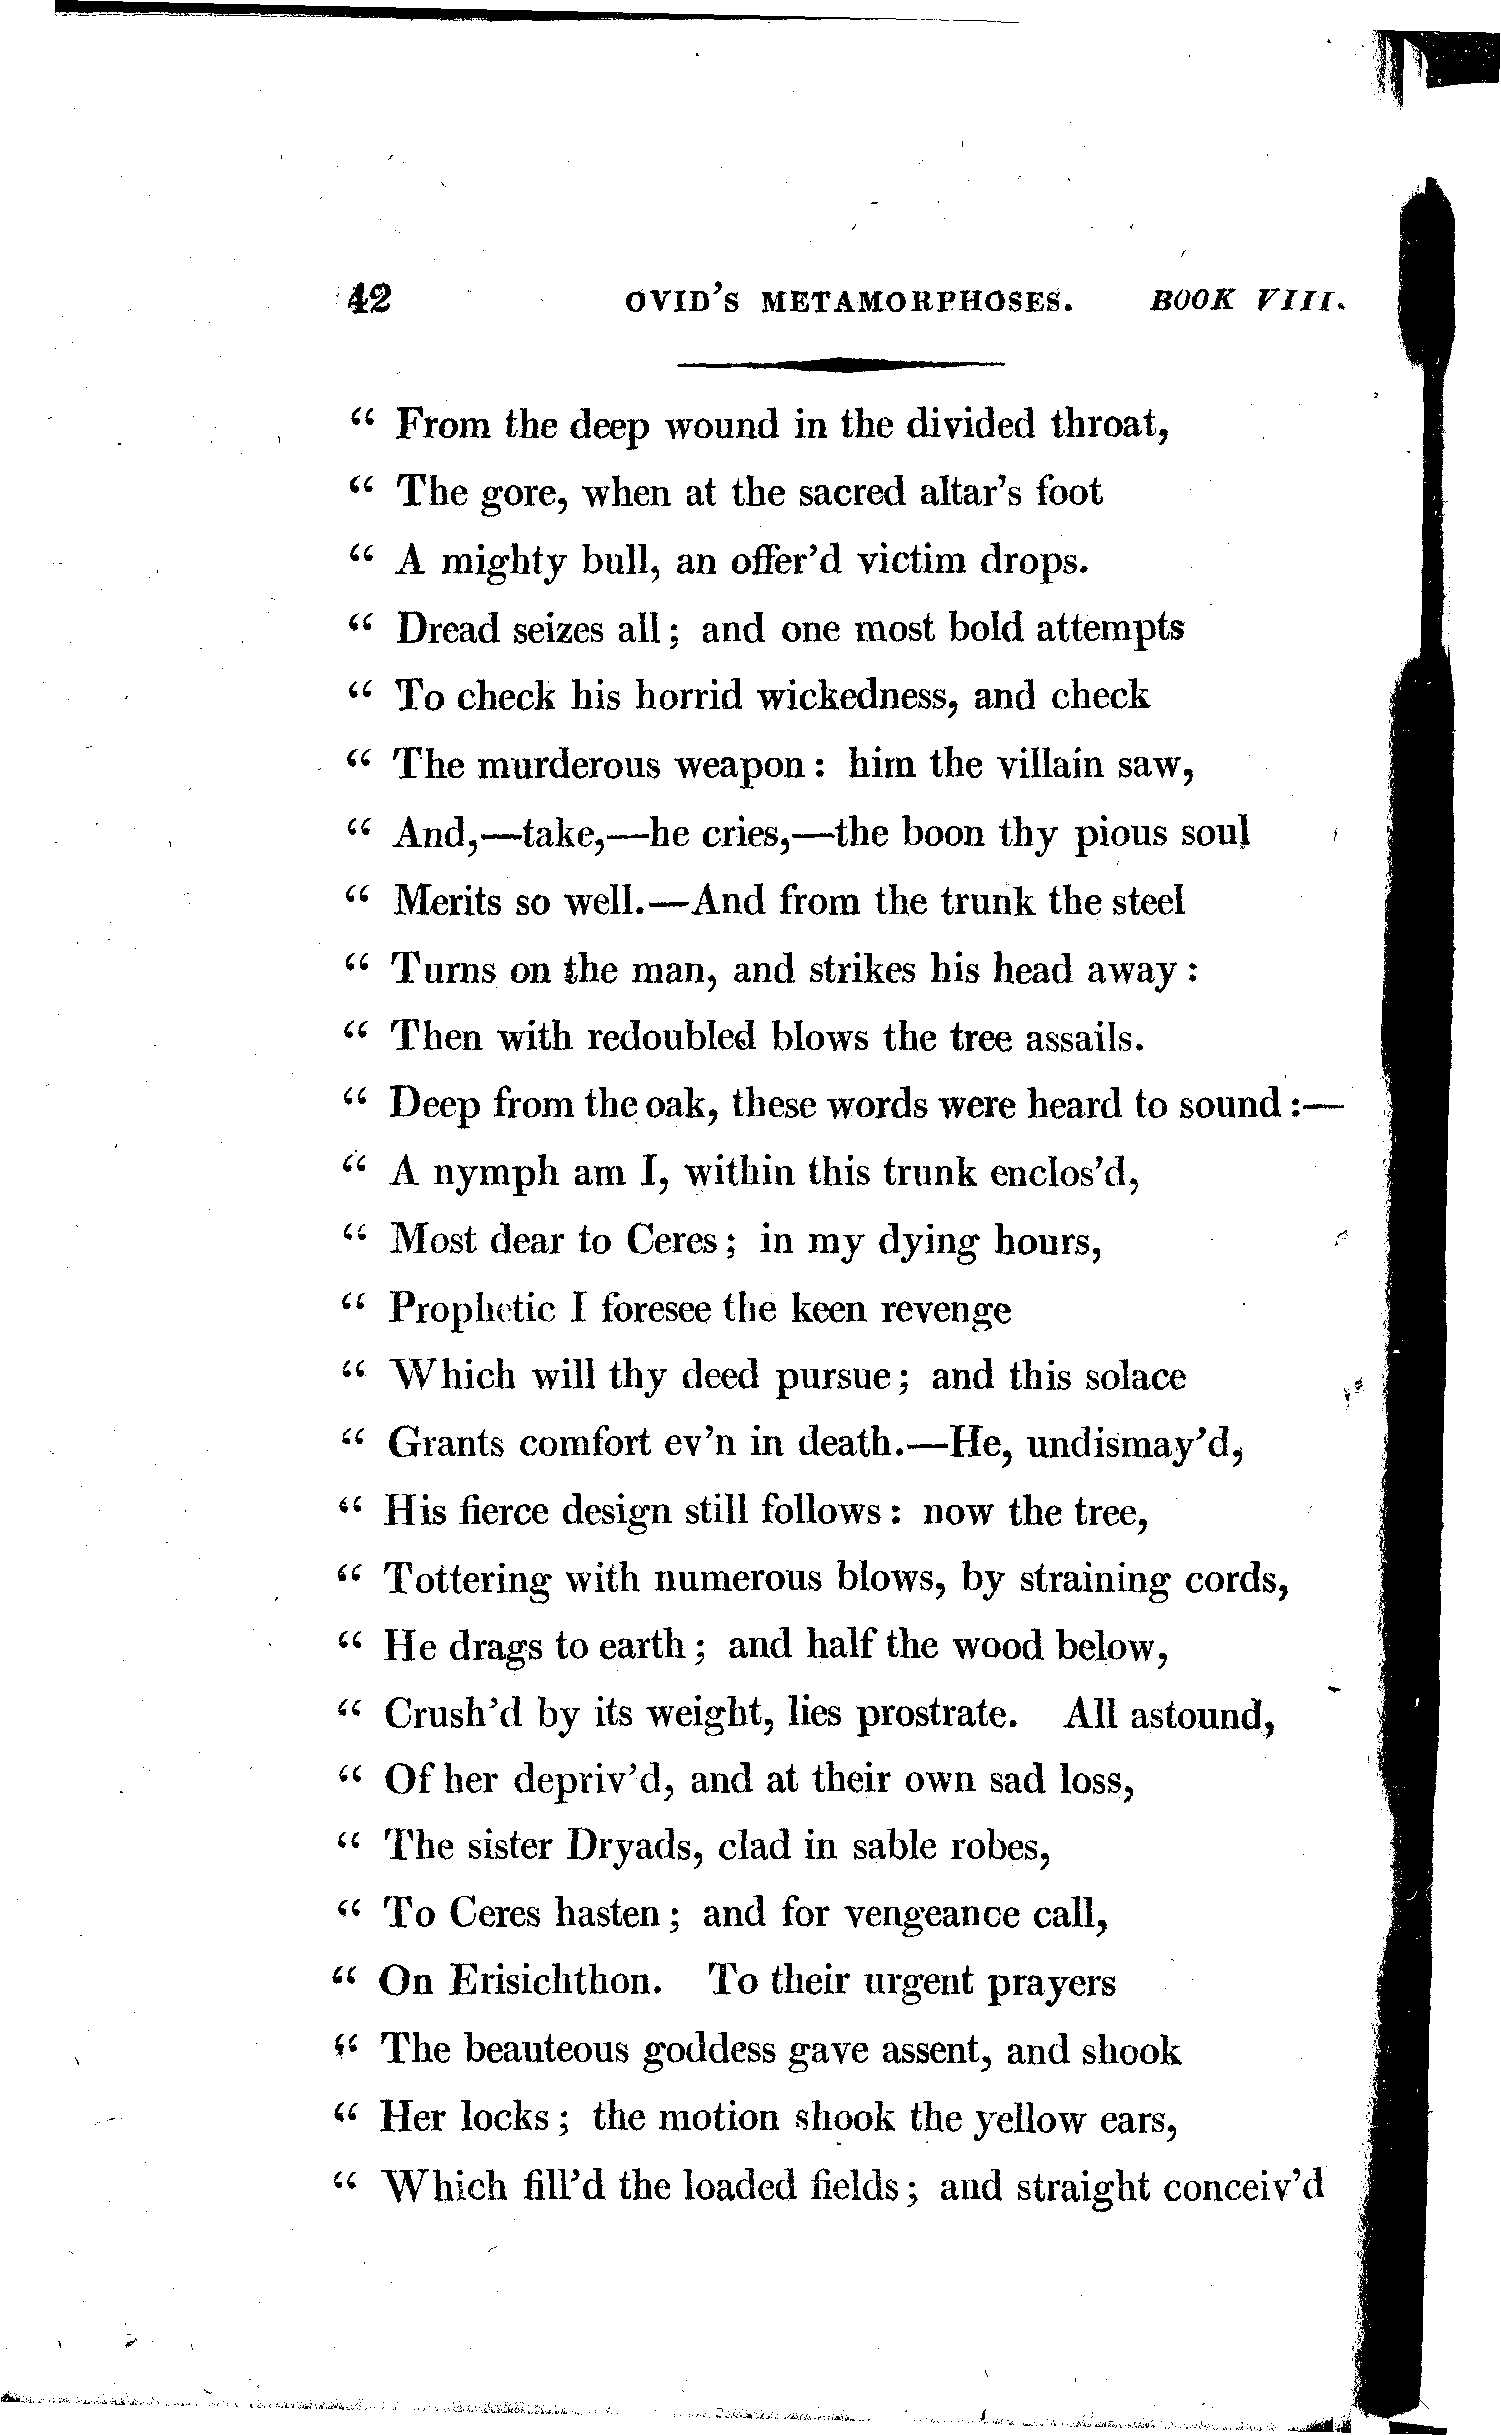 42 OVID'S METAMORPHOSES. BOOK VIII.
“ From the deep wound in the divided throat,
“ The gore, when at the sacred altar's foot
“ A mighty bull, an offer'd victim drops.
“ Dread seizes all; and one most bold attempts
“ To check his horrid wickedness, and check
“ The murderous weapon: him the villain saw,
“ And,—take,—he cries,—the boon thy pious soul
“ Merits so well.—And from the trunk the steel
“ Turns on the man, and strikes his head away:
“ Then with redoubled blows the tree assails.
“ Deep from the oak, these words were heard to sound:—
“ A nymph am I, within this trunk enclos'd,
“ Most dear to Ceres; in my dying hours,
“ Prophetic I foresee the keen revenge
“ Which will thy deed pursue; and this solace
“ Grants comfort ev'n in death.—He, undismay'd,
“ His fierce design still follows: now the tree,
“ Tottering with numerous blows, by straining cords,
“ He drags to earth; and half the wood below,
“ Crush'd by its weight, lies prostrate. All astound,
“ Of her depriv'd, and at their own sad loss,
“ The sister Dryads, clad in sable robes,
“ To Ceres hasten; and for vengeance call,
“ On Erisichthon. To their urgent prayers
“ The beauteous goddess gave assent, and shook
“ Her locks; the motion shook the yellow ears,
“ Which fill'd the loaded fields; and straight conceiv'd